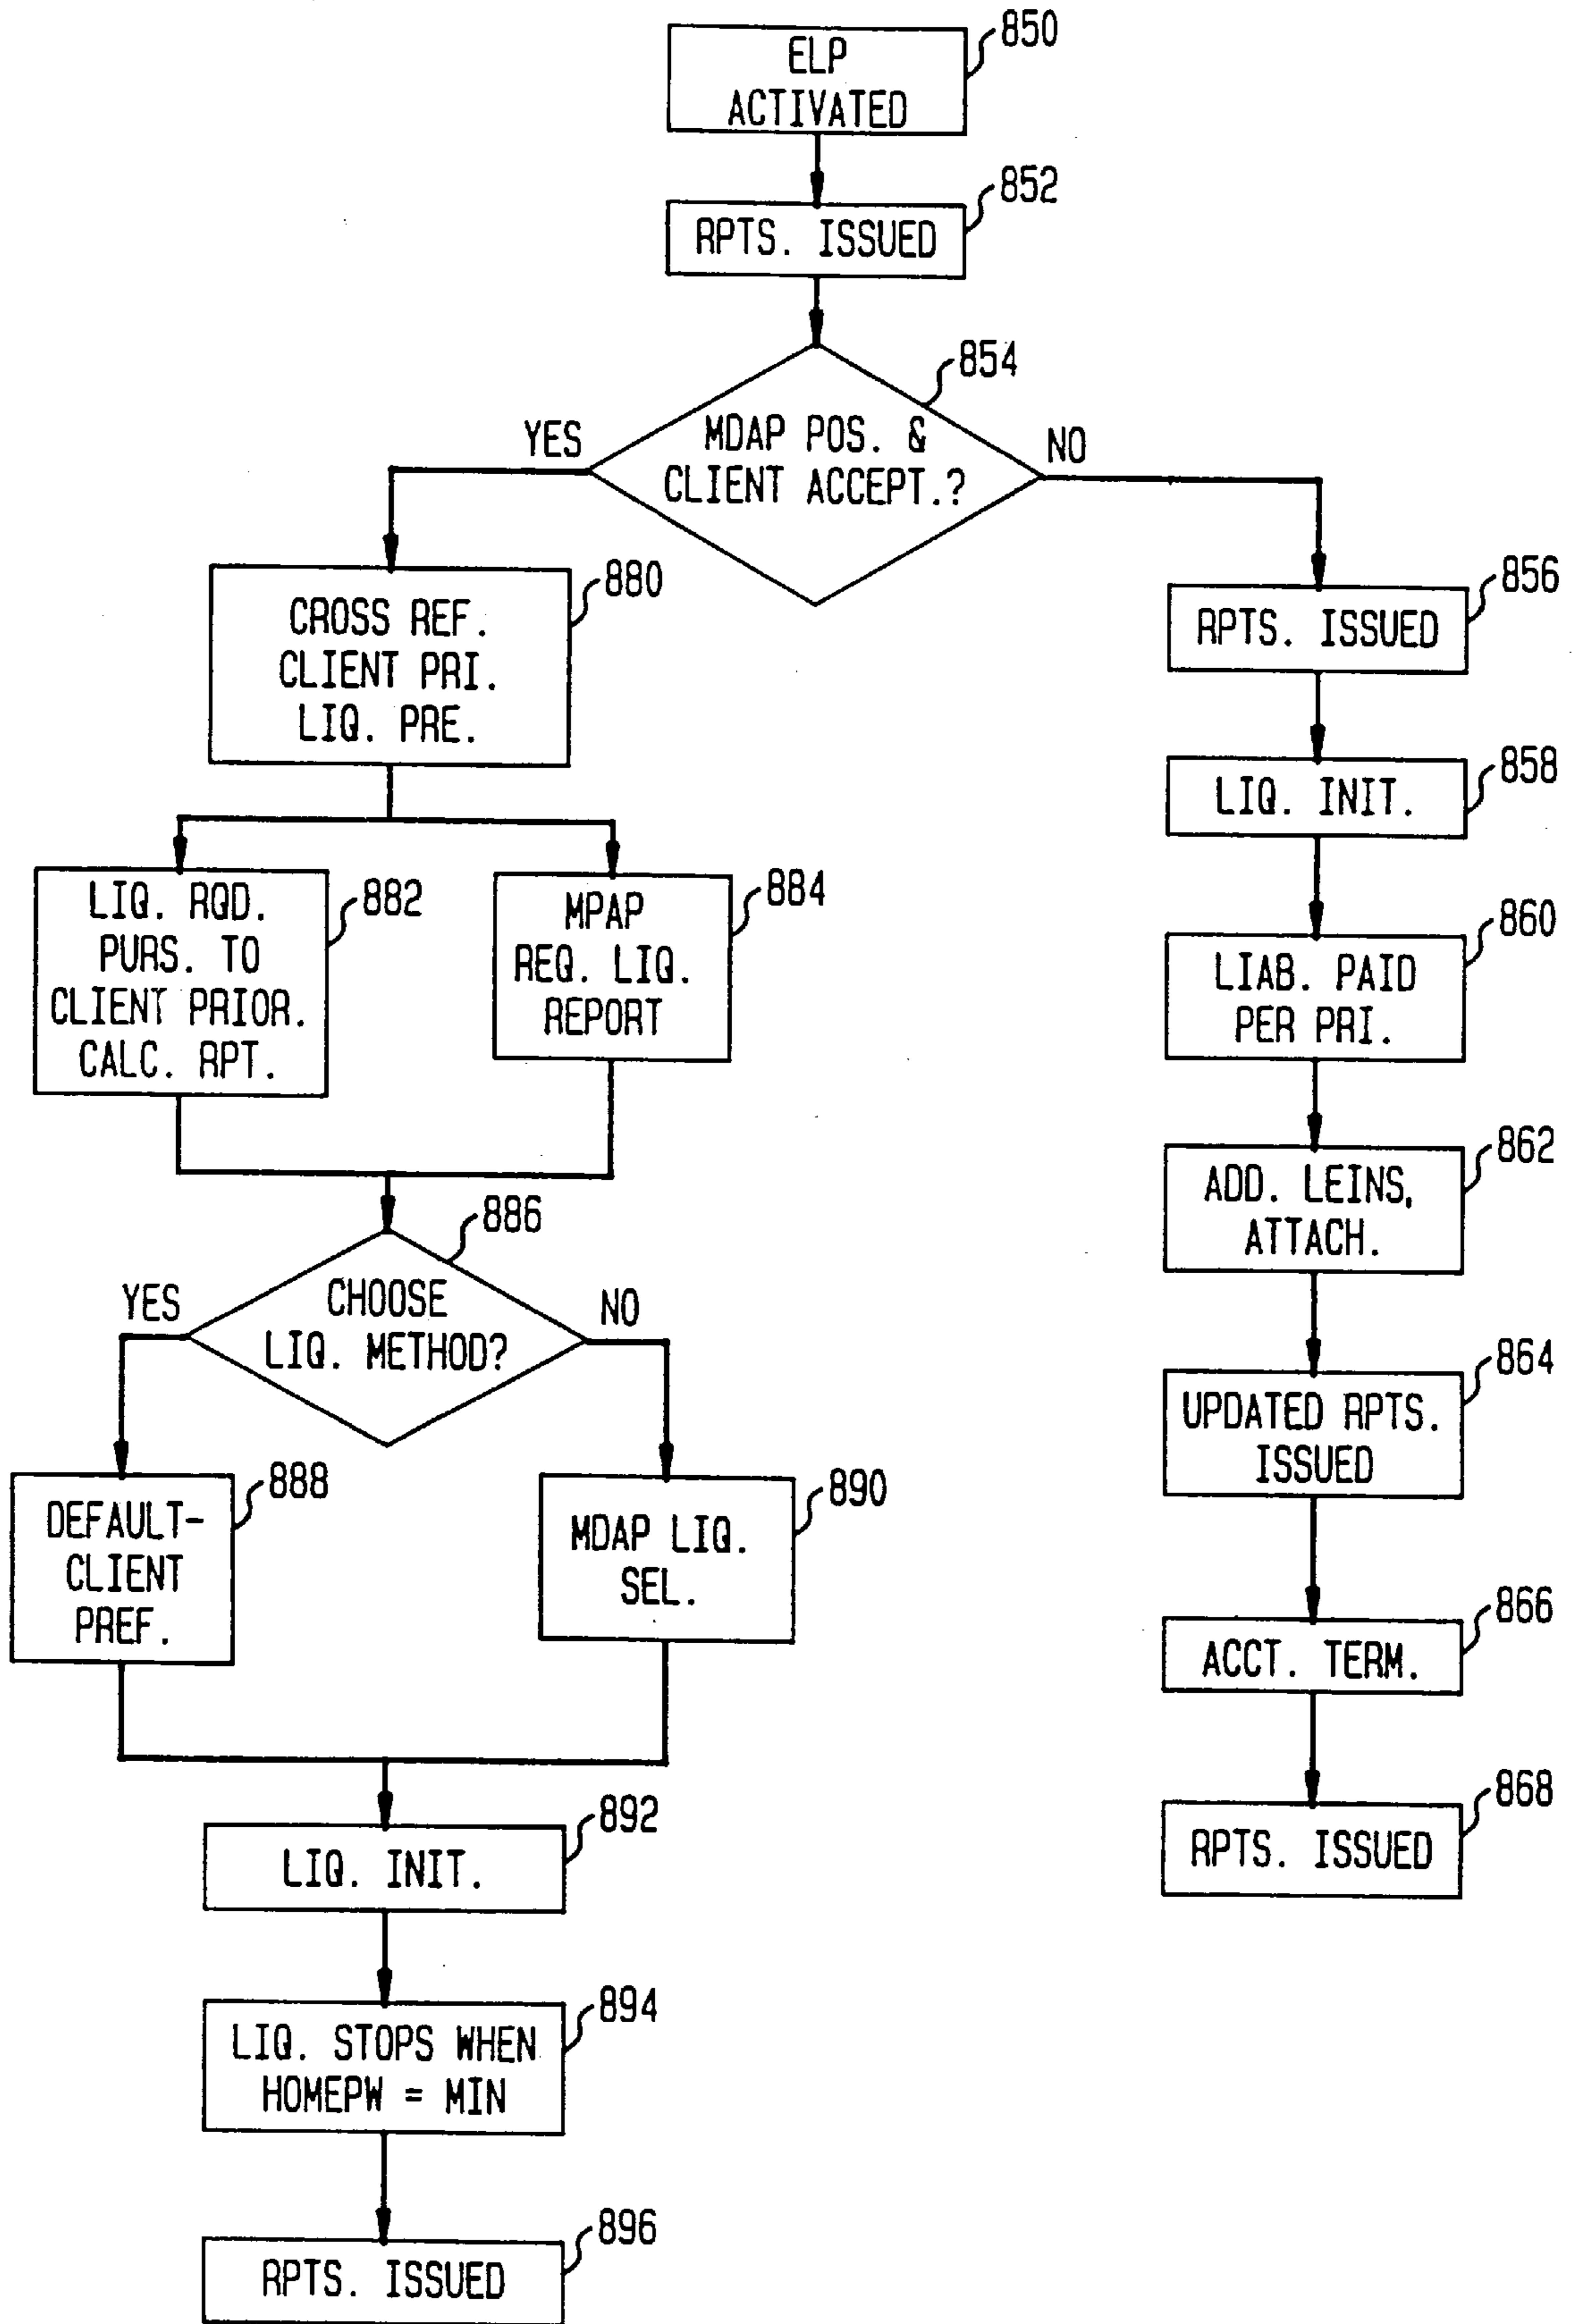 850
ELP
ACTIVATED
852
RPTS. ISSUED
854
YES
MDAP POS. &
CLIENT ACCEPT.?
NO
880
CROSS REF.
CLIENT PRI.
LIQ. PRE.
882
LIQ. RQD.
PURS. TO
CLIENT PRIOR.
CALC. RPT.
884
MPAP
REQ. LIQ.
REPORT
886
YES
CHOOSE
LIQ. METHOD?
NO
888
DEFAULT-
CLIENT
PREF.
890
MDAP LIQ.
SEL.
892
LIQ. INIT.
894
LIQ. STOPS WHEN
HOMEPW = MIN
896
RPTS. ISSUED
856
RPTS. ISSUED
858
LIQ. INIT.
860
LIAB. PAID
PER PRI.
862
ADD. LEINS,
ATTACH.
864
UPDATED RPTS.
ISSUED
866
ACCT. TERM.
868
RPTS. ISSUED